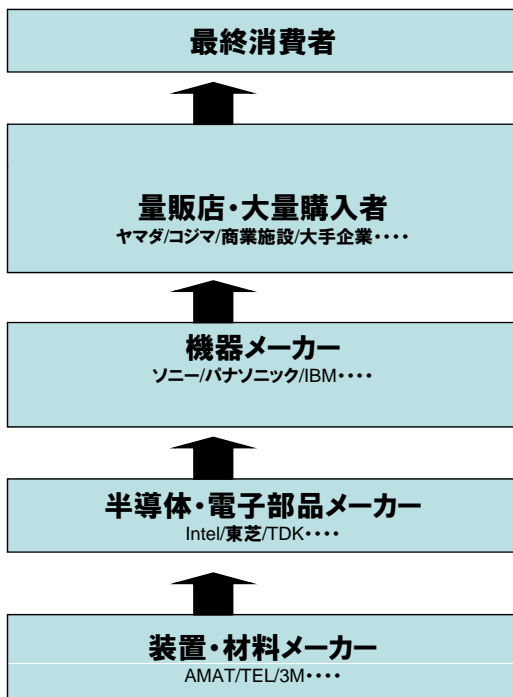 最終消費者
量販店・大量購入者
ヤマダ/コジマ/商業施設/大手企業・・・・
機器メーカー
ソニー/パナソニック/IBM・・・・
半導体・電子部品メーカー
Intel/東芝/TDK・・・・
装置・材料メーカー
AMAT/TEL/3M・・・・